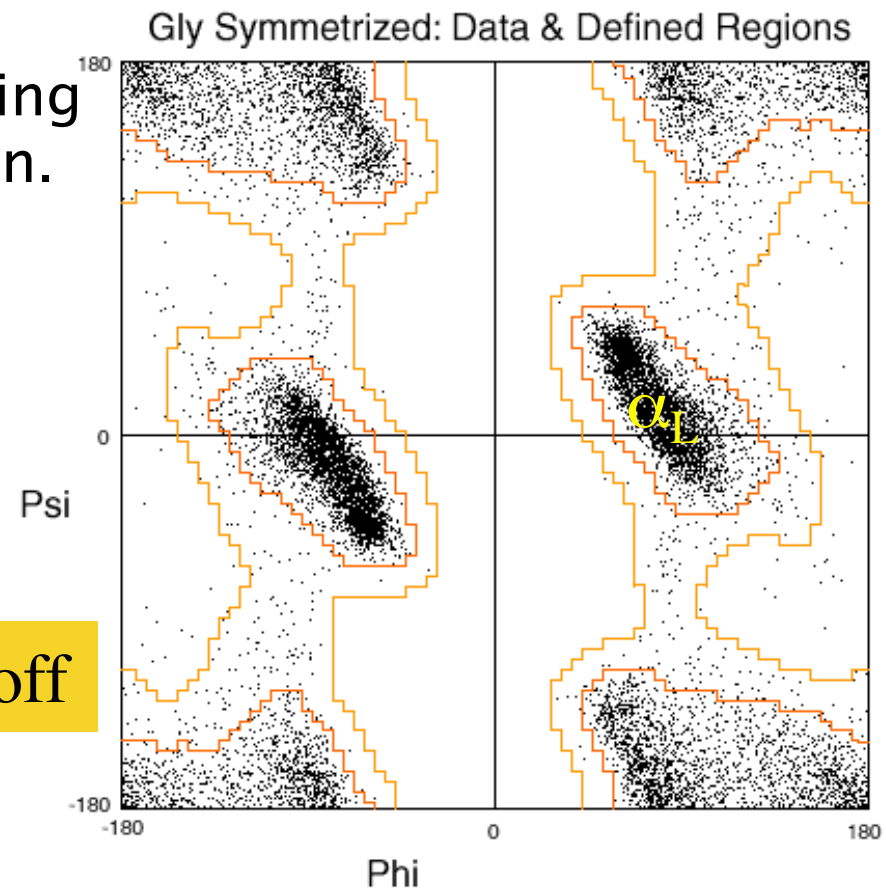 Gly Symmetrized: Data & Defined Regions
180
ing
n.
αL
0
Psi
off
-180
-180
0
180
Phi